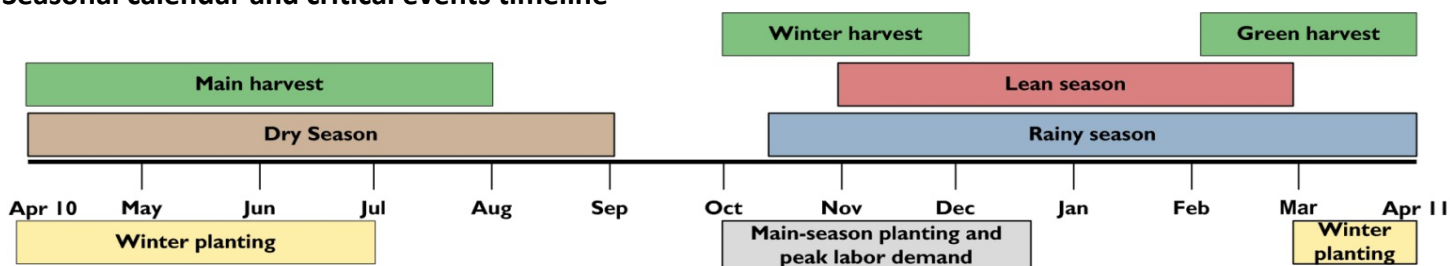 Seasonal calendar and critical events timeline
Winter harvest Green harvest
Main harvest Lean season
Dry Season Rainy season
Apr 10 May Jun Jul Aug Sep Oct Nov Dec Jan Feb Mar Apr 11
Winter planting
Main-season planting and
peak labor demand
Winter
planting